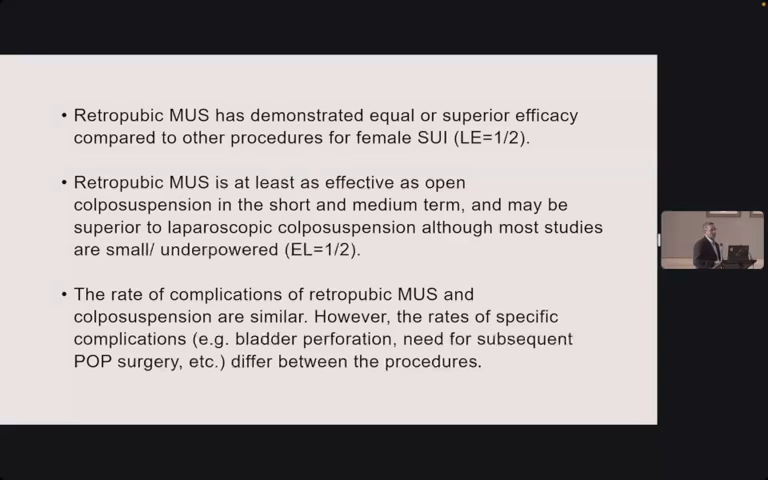 • Retropubic MUS has demonstrated equal or superior efficacy
compared to other procedures for female SUI (LE=1/2).
• Retropubic MUS is at least as effective as open
colposuspension in the short and medium term, and may be
superior to laparoscopic colposuspension although most studies
are small/ underpowered (EL=1/2).
• The rate of complications of retropubic MUS and
colposuspension are similar. However, the rates of specific
complications (e.g. bladder perforation, need for subsequent
POP surgery, etc.) differ between the procedures.